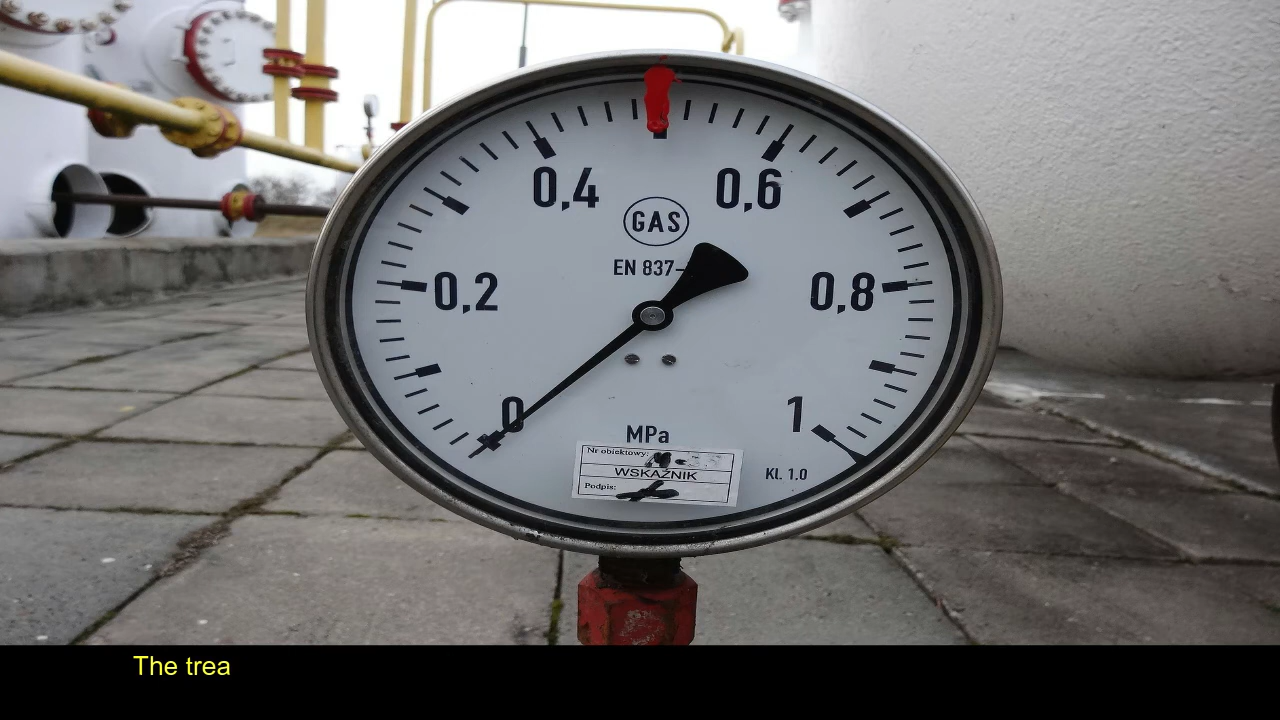 0,4
0,6
GAS
EN 837-
0,2
0,8
0
1
MPa
Nr obiektowy:
WSKAŹNIK
Podpis:
Kl. 1.0
The trea